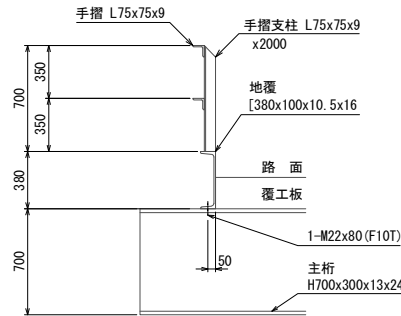 手摺 L75x75x9
手摺支柱 L75x75x9
x2000
350
700
地覆
[380x100x10.5x16
350
380
路 面
覆工板
1-M22x80(F10T)
50
700
主桁
H700x300x13x24